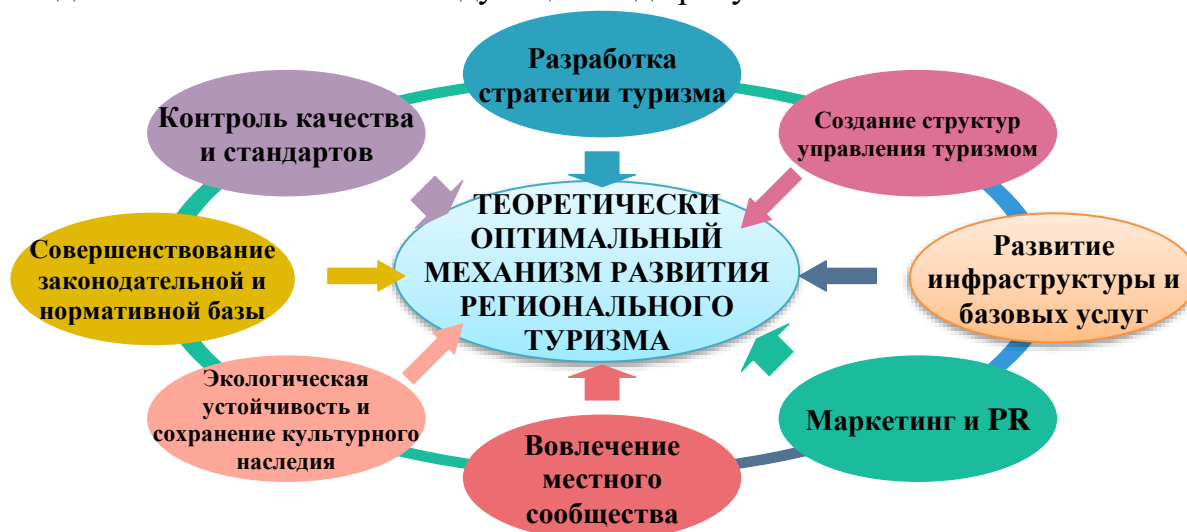 Разработка
стратегии туризма
Контроль качества
и стандартов
Создание структур
управления туризмом
ТЕОРЕТИЧЕСКИ
ОПТИМАЛЬНЫЙ
МЕХАНИЗМ РАЗВИТИЯ
РЕГИОНАЛЬНОГО
ТУРИЗМА
Совершенствование
законодательной и
нормативной базы
Развитие
инфраструктуры и
базовых услуг
Экологическая
устойчивость и
сохранение культурного
наследия
Маркетинг и PR
Вовлечение
местного
сообщества